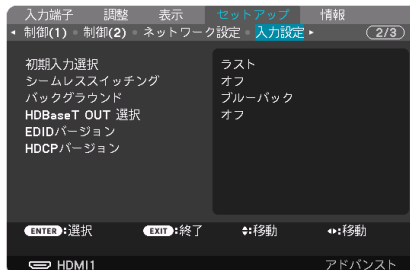 入力端子 調整 表示 セットアップ 情報
制御(1) 制御(2) ネットワーク設定 入力設定 (2/3)
初期入力選択 ラスト
シームレススイッチング オフ
バックグラウンド ブルーバック
HDBaseT OUT 選択 オフ
EDIDバージョン
HDCPバージョン
ENTER:選択 EXIT:終了 :移動 :移動
HDMI1 アドバンスト